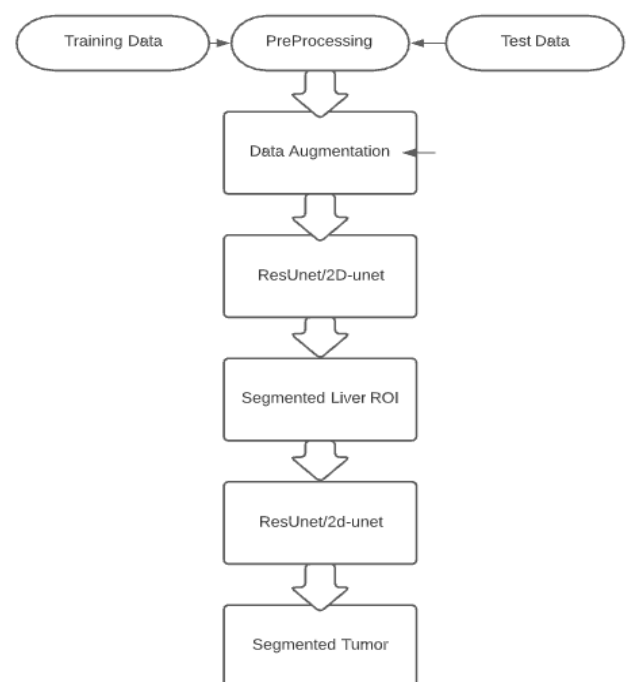 Training Data
PreProcessing
Test Data
Data Augmentation
ResUnet/2D-unet
Segmented Liver ROI
ResUnet/2d-unet
Segmented Tumor